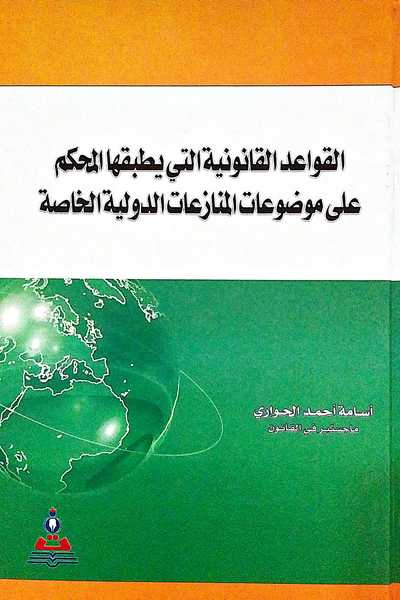 القواعد القانونية التي يطبقها المحكم
على موضوعات المنازعات الدولية الخاصة
أسامة أحمد الحواري
ماجستير في القانون